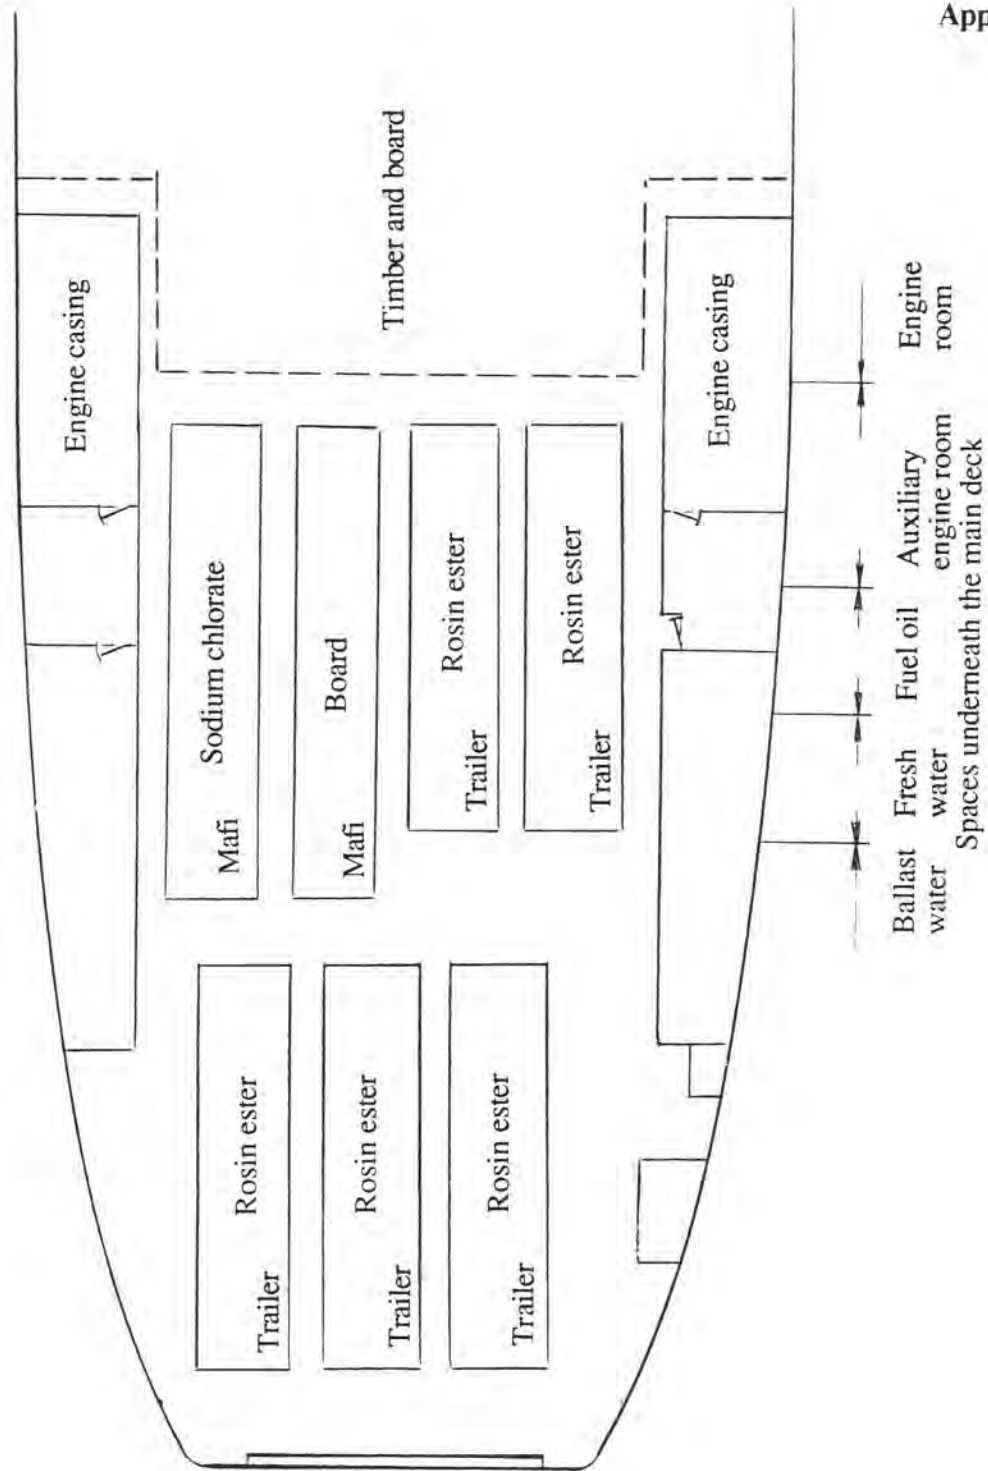 App
Engine casing
Timber and board
Engine casing
Sodium chlorate
Mafi
Board
Mafi
Rosin ester
Trailer
Rosin ester
Trailer
Rosin ester
Trailer
Rosin ester
Trailer
Rosin ester
Trailer
Ballast
water
Fresh
water
Fuel oil
Auxiliary
engine room
Engine
room
Spaces underneath the main deck